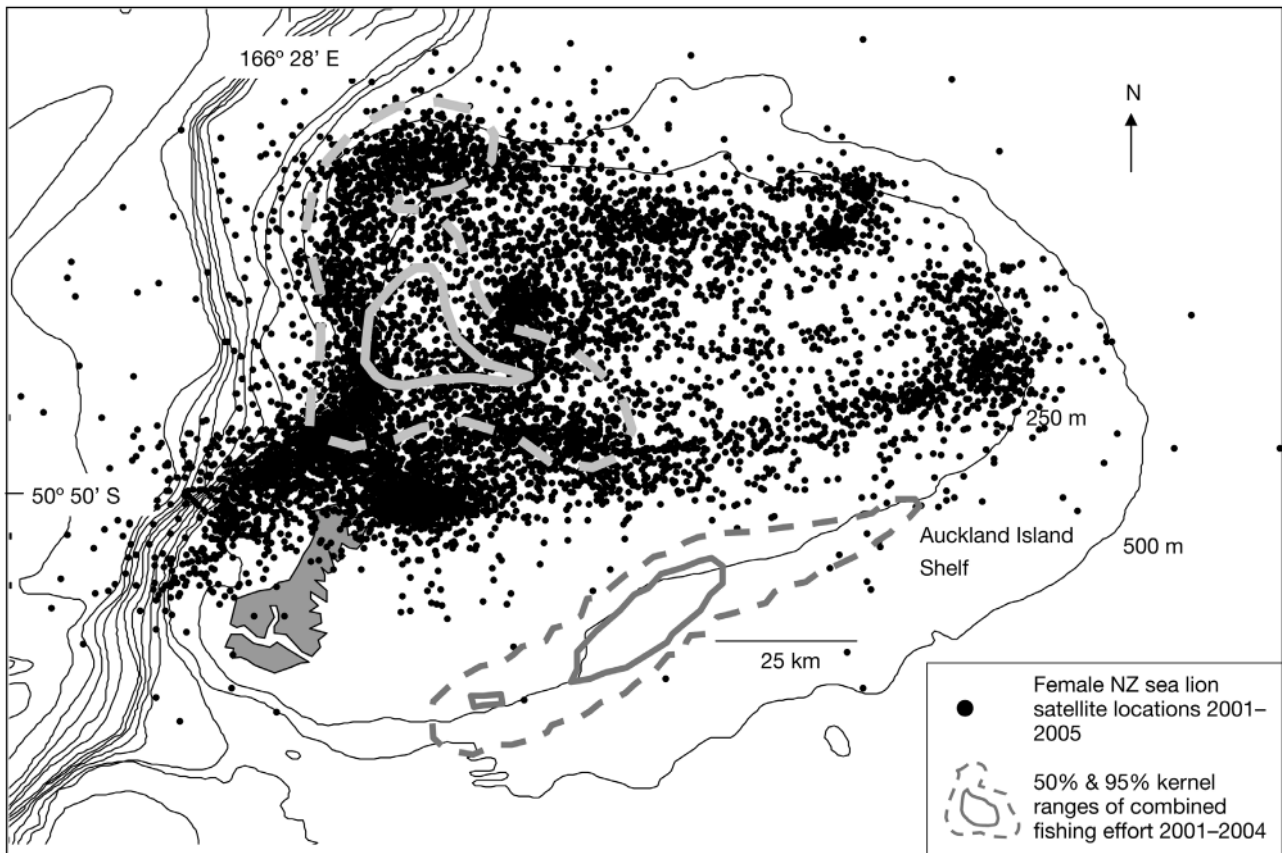 166º 28’ E
N
250 m
50º 50’ S
Auckland Island
Shelf
500 m
25 km
Female NZ sea lion
satellite locations 2001–
2005
50% & 95% kernel
ranges of combined
fishing effort 2001–2004